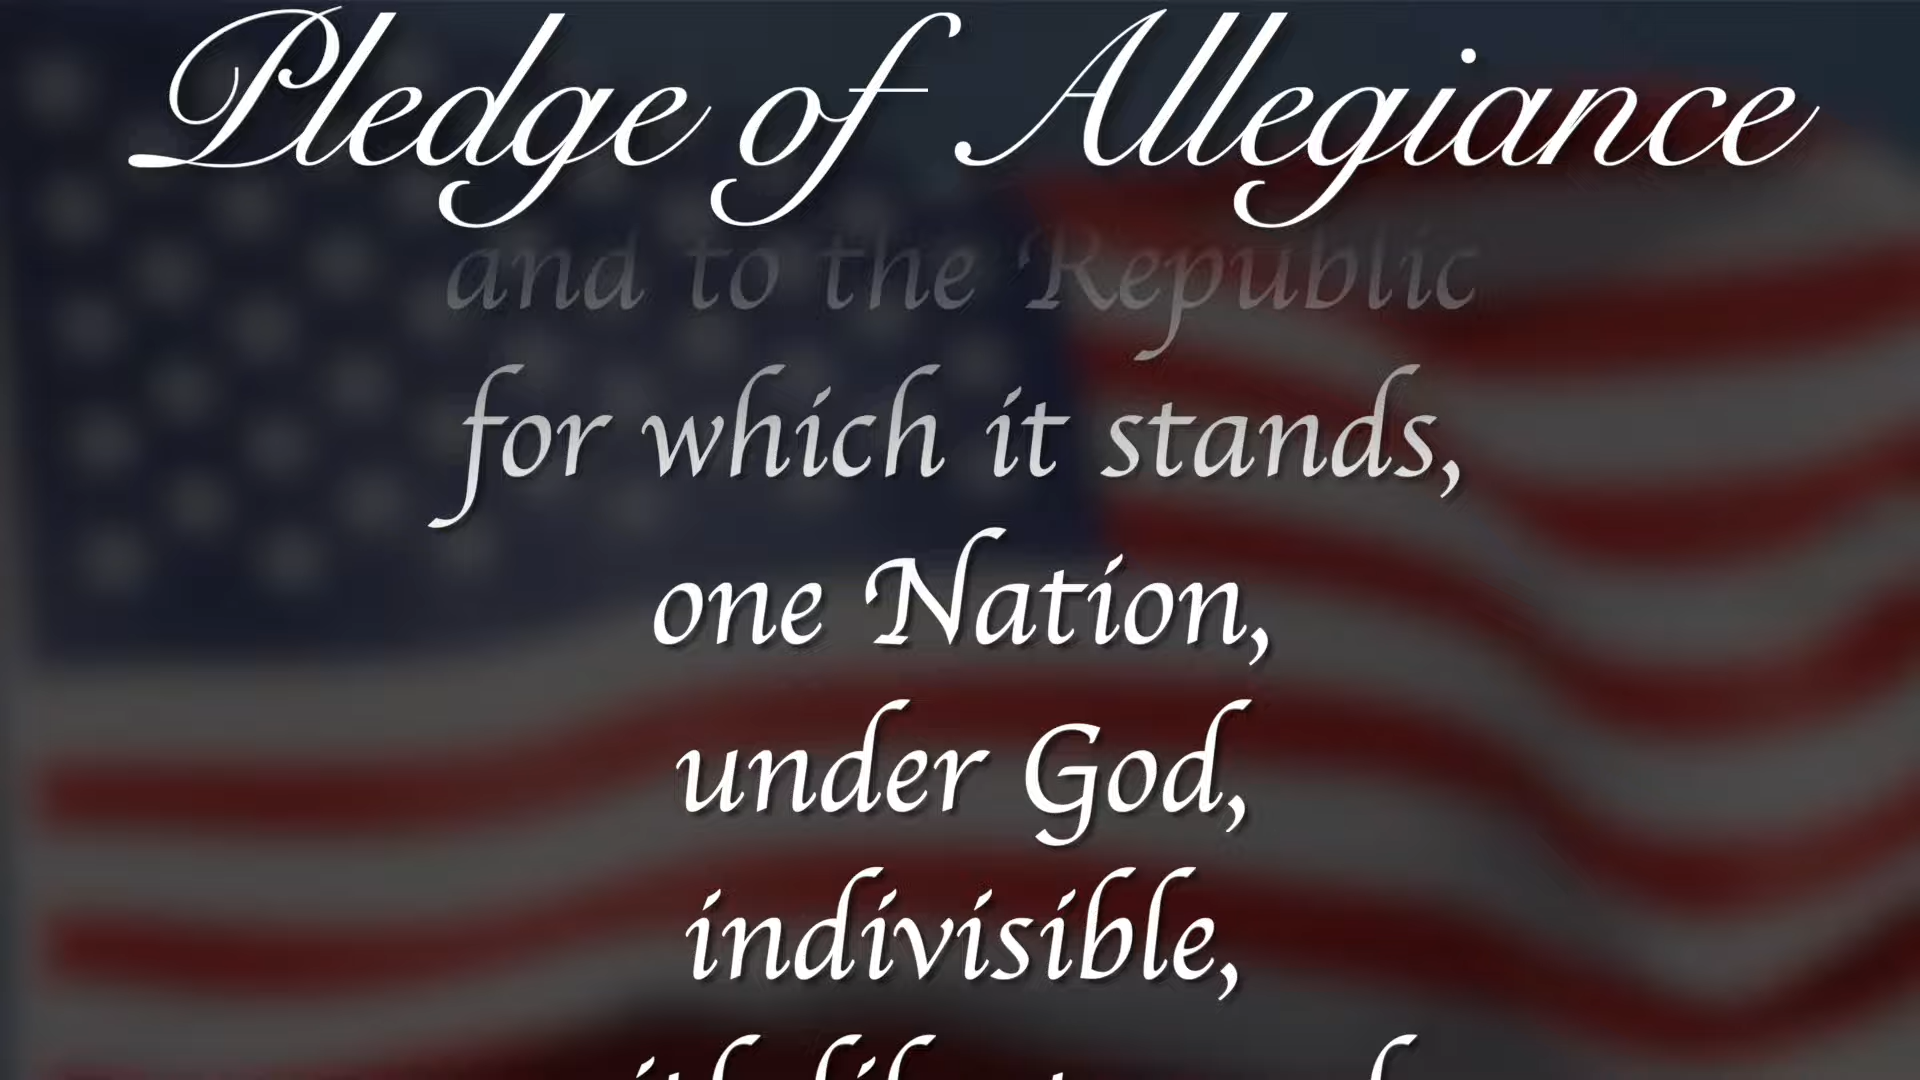 Pledge of Allegiance
and to the Republic
for which it stands,
one Nation,
under God,
indivisible,